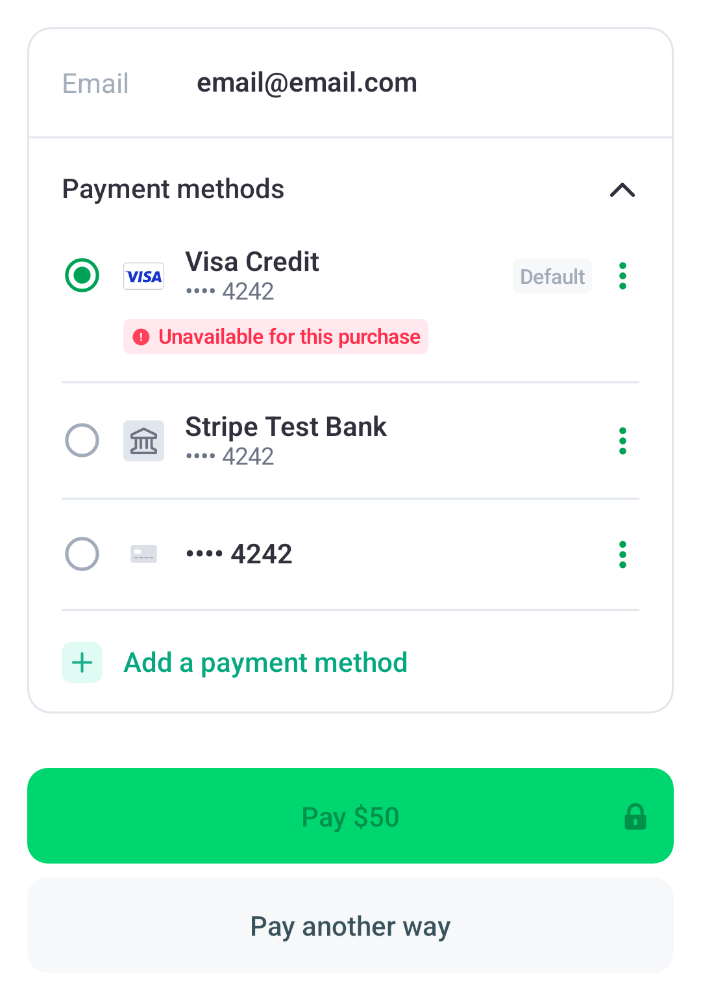 Email email@email.com
Payment methods
VISA Visa Credit Default
•••• 4242
Unavailable for this purchase
Stripe Test Bank
•••• 4242
•••• 4242
Add a payment method
Pay $50
Pay another way